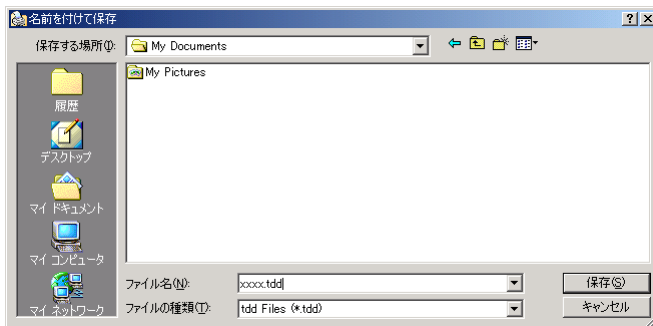 名前を付けて保存
保存する場所(I):
My Documents
My Pictures
履歴
デスクトップ
マイ ドキュメント
マイ コンピュータ
マイ ネットワーク
ファイル名(N):
xxxx.tdd
保存(S)
ファイルの種類(T):
tdd Files (*.tdd)
キャンセル